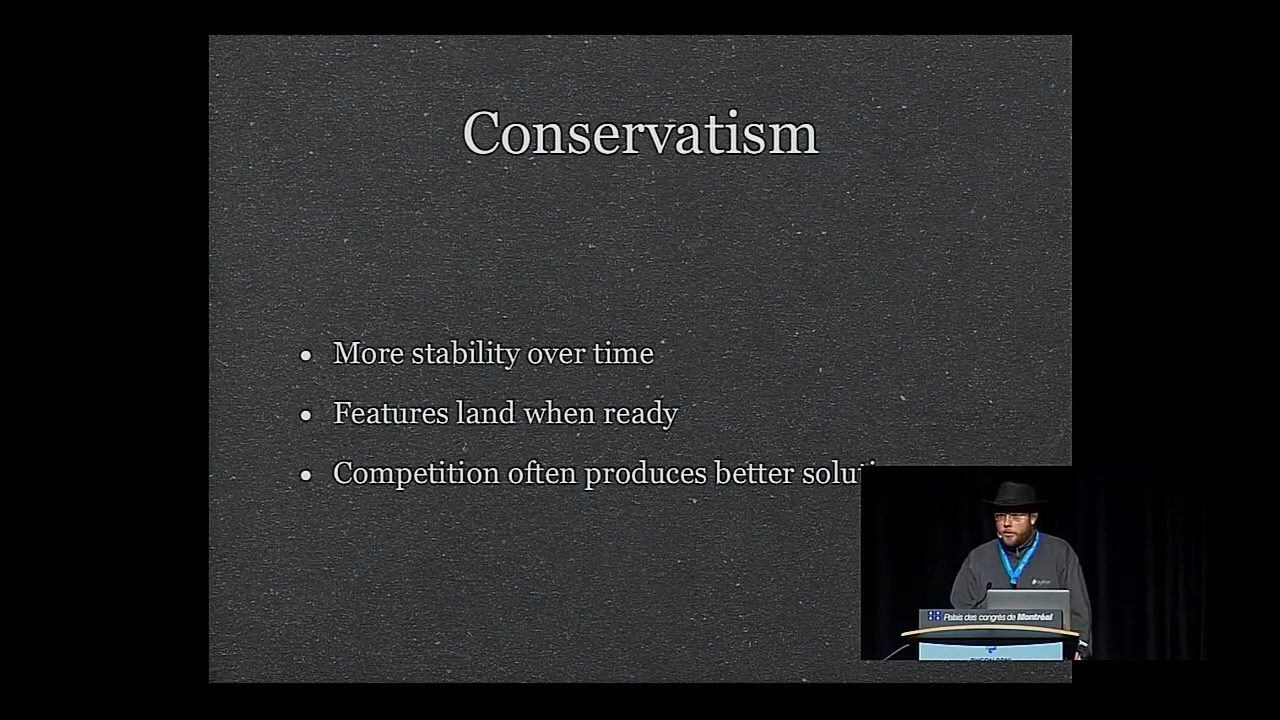 Conservatism
• More stability over time
• Features land when ready
• Competition often produces better
Palais des congrès de Montréal